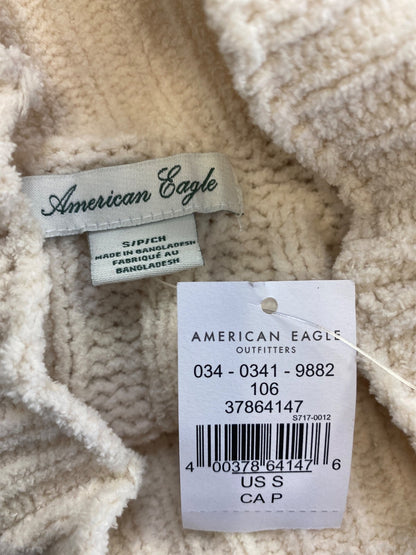 American Eagle
S/P/CH
MADE IN BANGLADESH
FABRIQUÉ AU
BANGLADESH
AMERICAN EAGLE
OUTFITTERS
034 - 0341 - 9882
106
37864147
S717-0012
4 00378 64147 6
US S
CA P